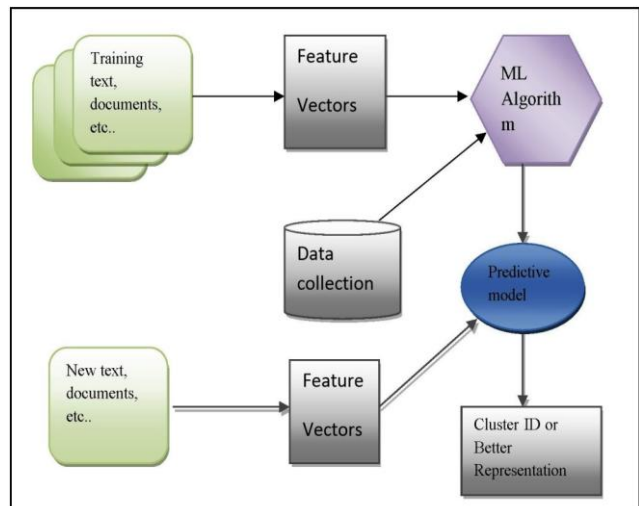 Training
text,
documents,
etc..
Feature
Vectors
ML
Algorith
m
Data
collection
Predictive
model
New text,
documents,
etc..
Feature
Vectors
Cluster ID or
Better
Representation